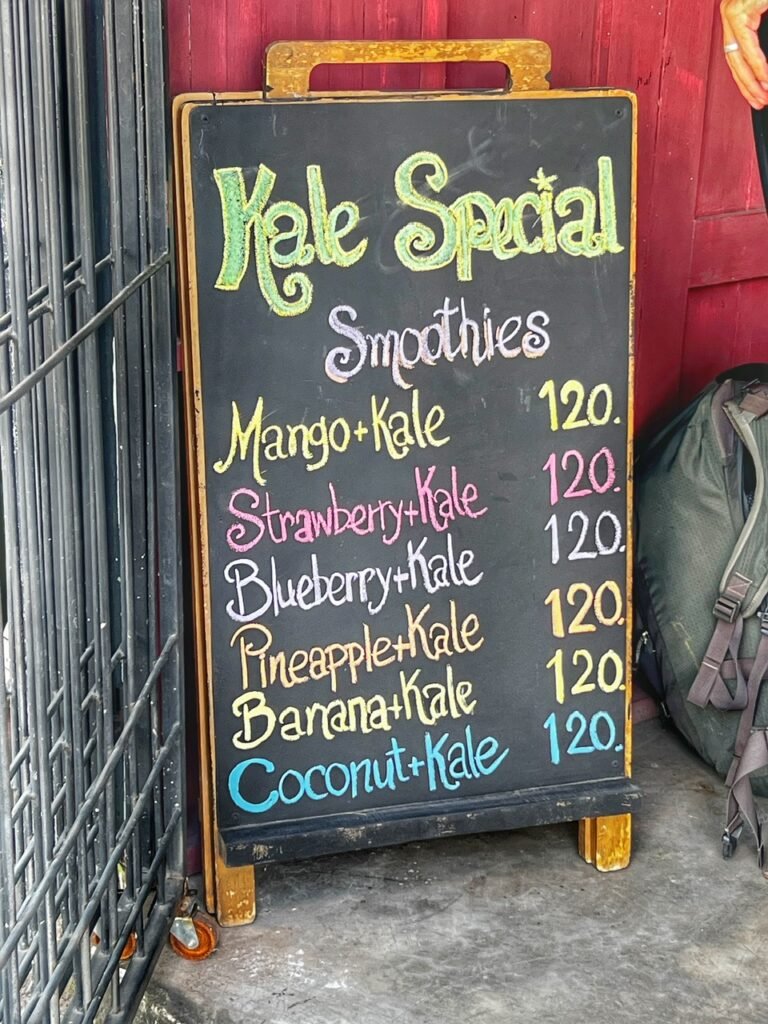 Kale Special
Smoothies
Mango+Kale 120.
Strawberry+Kale 120.
Blueberry+Kale 120.
Pineapple+Kale 120.
Banana+Kale 120.
Coconut+Kale 120.